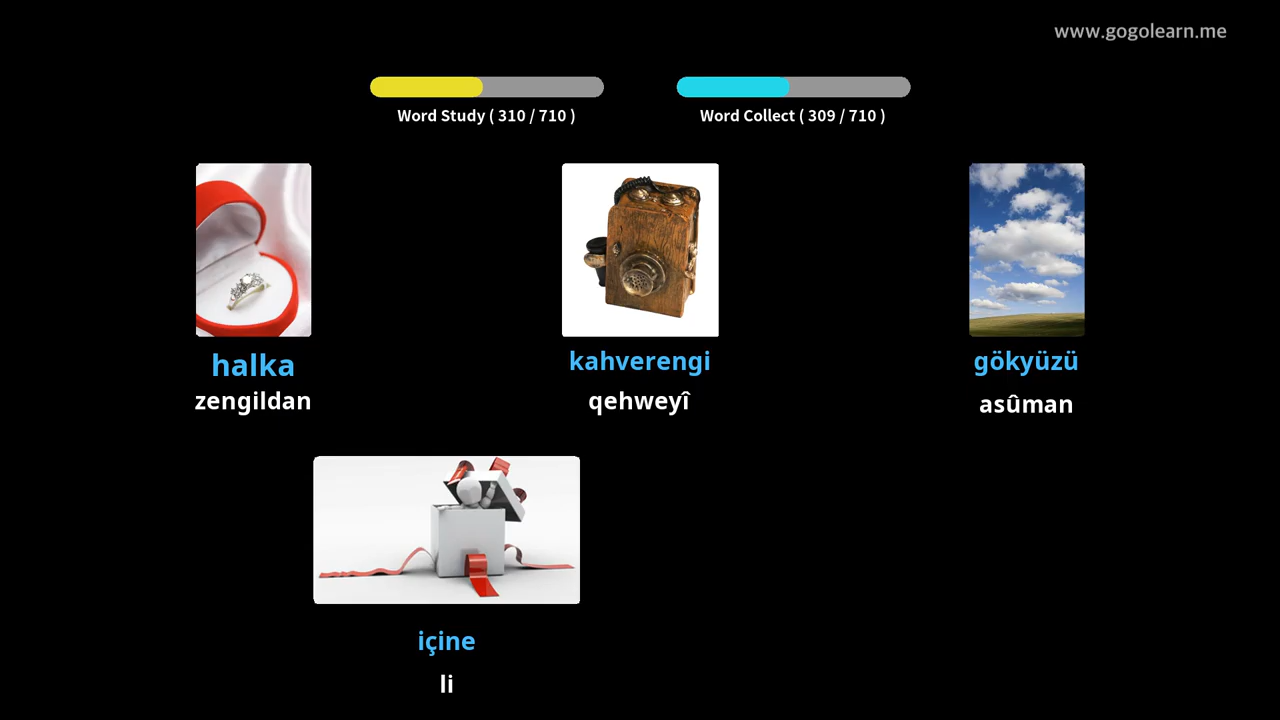 www.gogolearn.me
Word Study ( 310 / 710 )
Word Collect ( 309 / 710 )
halka
zengildan
kahverengi
qehweyî
gökyüzü
asûman
içine
li